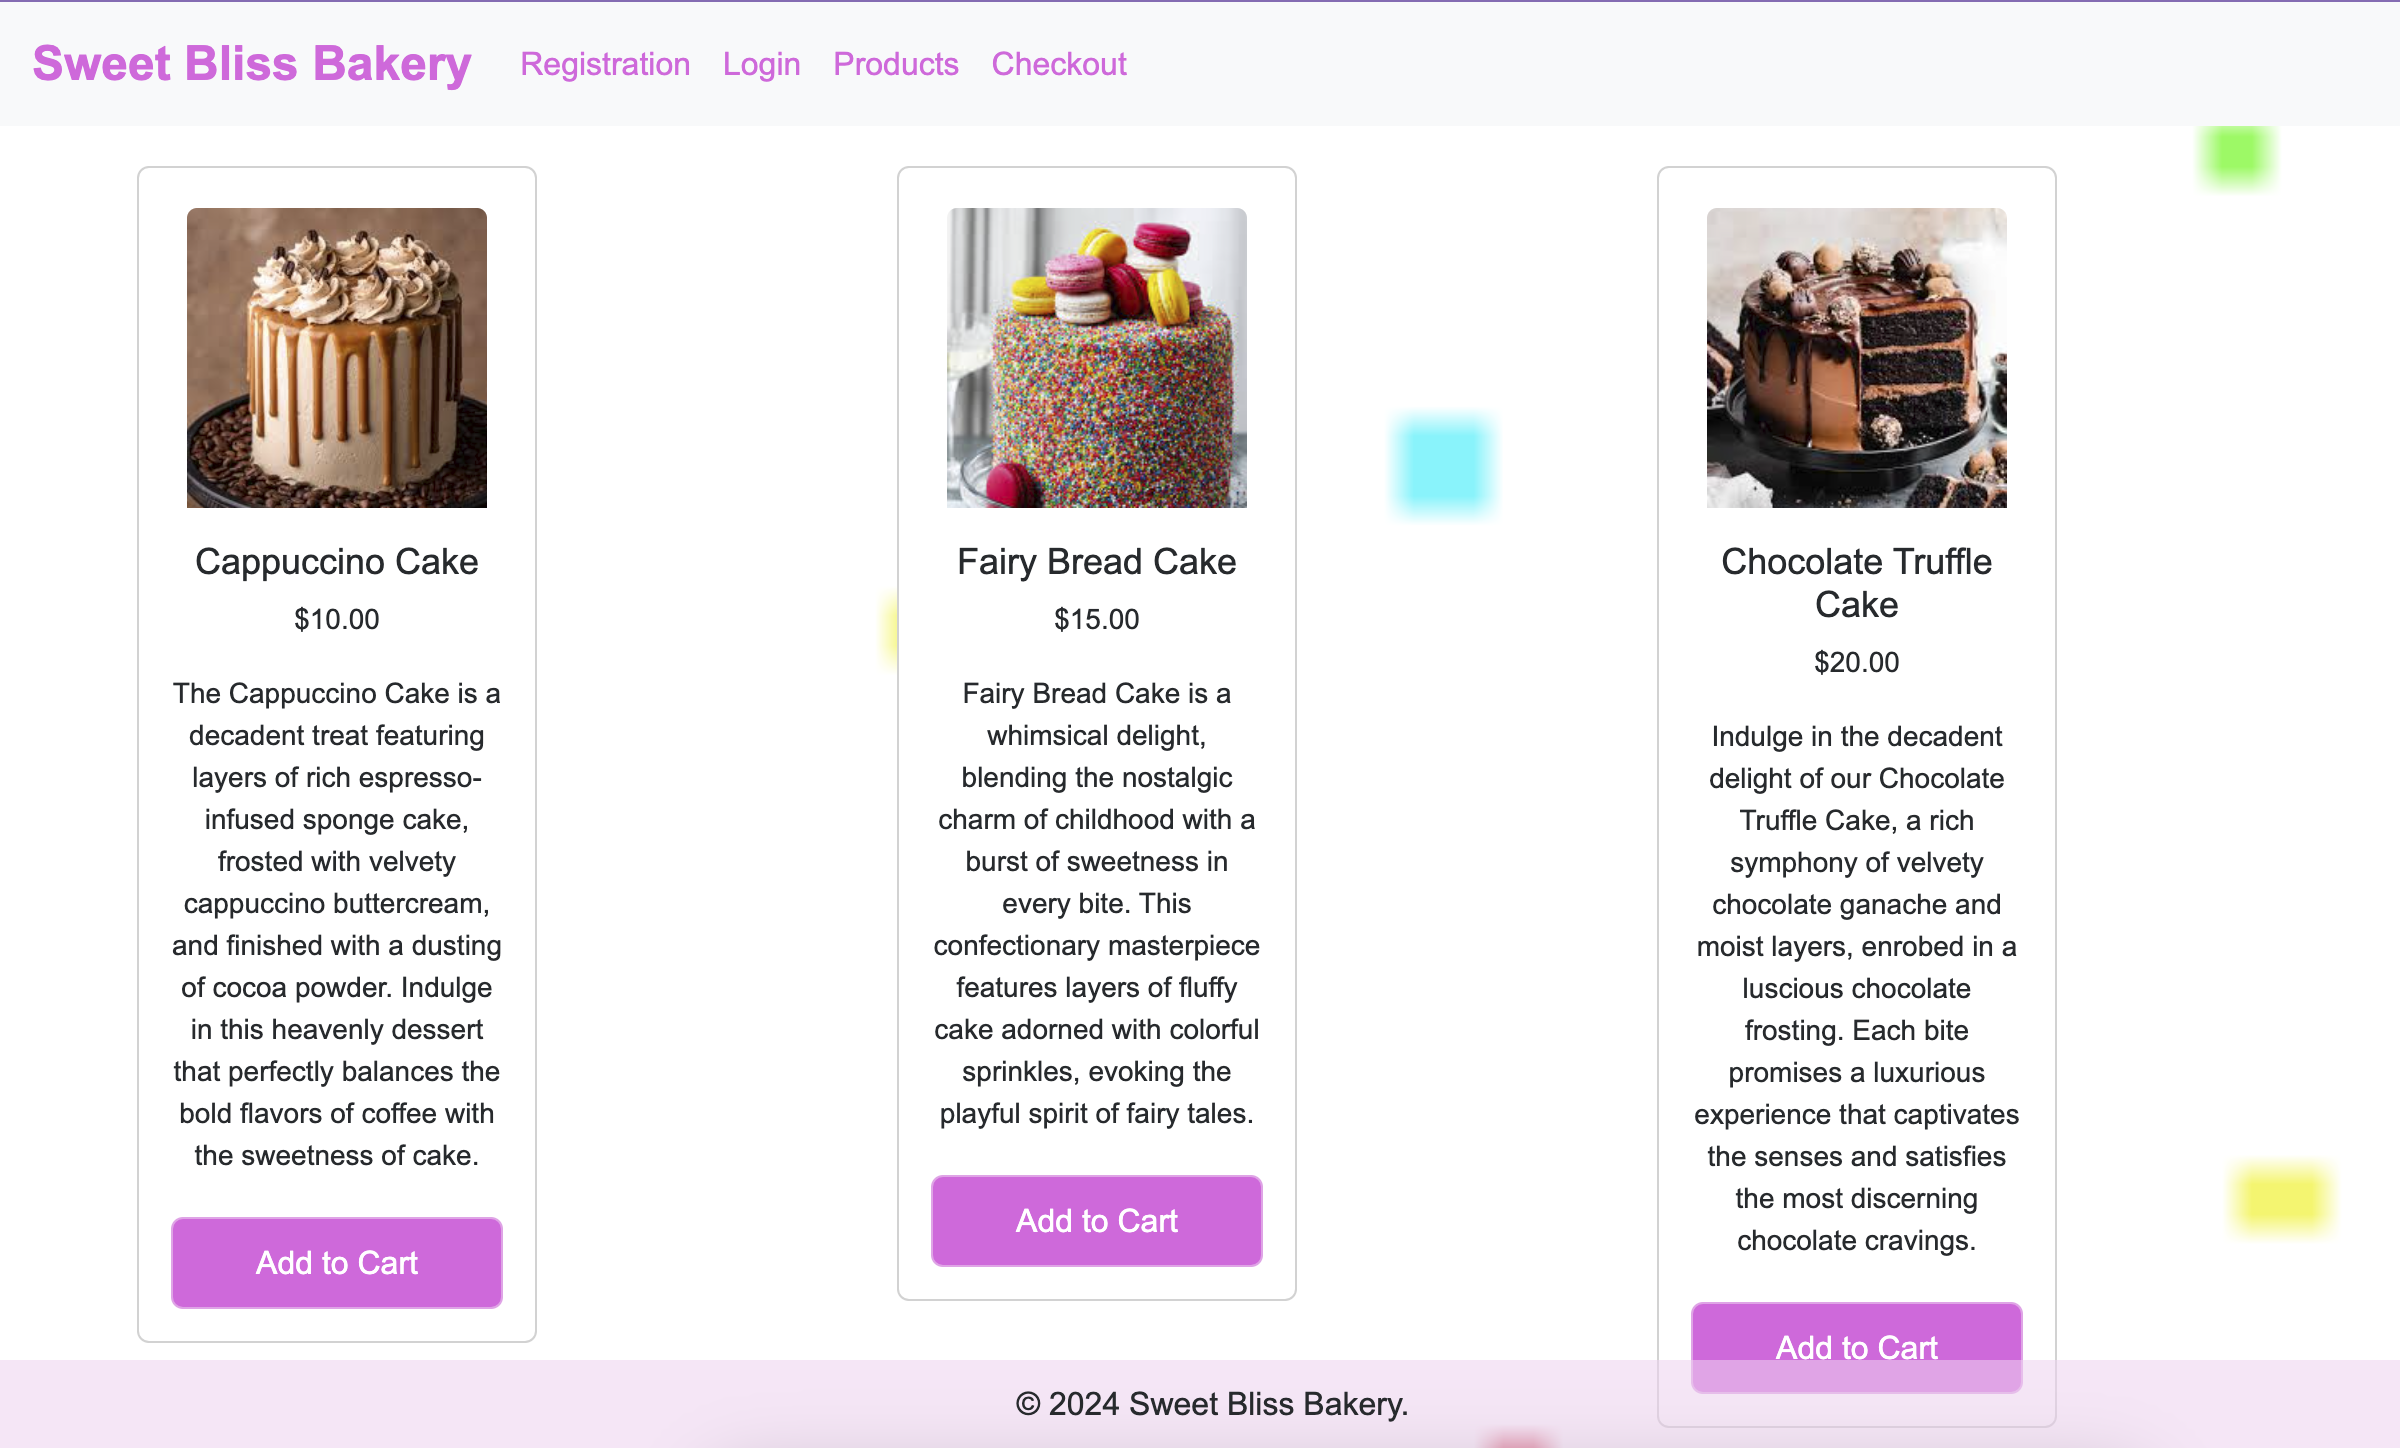 Sweet Bliss Bakery Registration Login Products Checkout
Cappuccino Cake
$10.00
The Cappuccino Cake is a
decadent treat featuring
layers of rich espresso-
infused sponge cake,
frosted with velvety
cappuccino buttercream,
and finished with a dusting
of cocoa powder. Indulge
in this heavenly dessert
that perfectly balances the
bold flavors of coffee with
the sweetness of cake.
Add to Cart
Fairy Bread Cake
$15.00
Fairy Bread Cake is a
whimsical delight,
blending the nostalgic
charm of childhood with a
burst of sweetness in
every bite. This
confectionary masterpiece
features layers of fluffy
cake adorned with colorful
sprinkles, evoking the
playful spirit of fairy tales.
Add to Cart
Chocolate Truffle
Cake
$20.00
Indulge in the decadent
delight of our Chocolate
Truffle Cake, a rich
symphony of velvety
chocolate ganache and
moist layers, enrobed in a
luscious chocolate
frosting. Each bite
promises a luxurious
experience that captivates
the senses and satisfies
the most discerning
chocolate cravings.
Add to Cart
© 2024 Sweet Bliss Bakery.